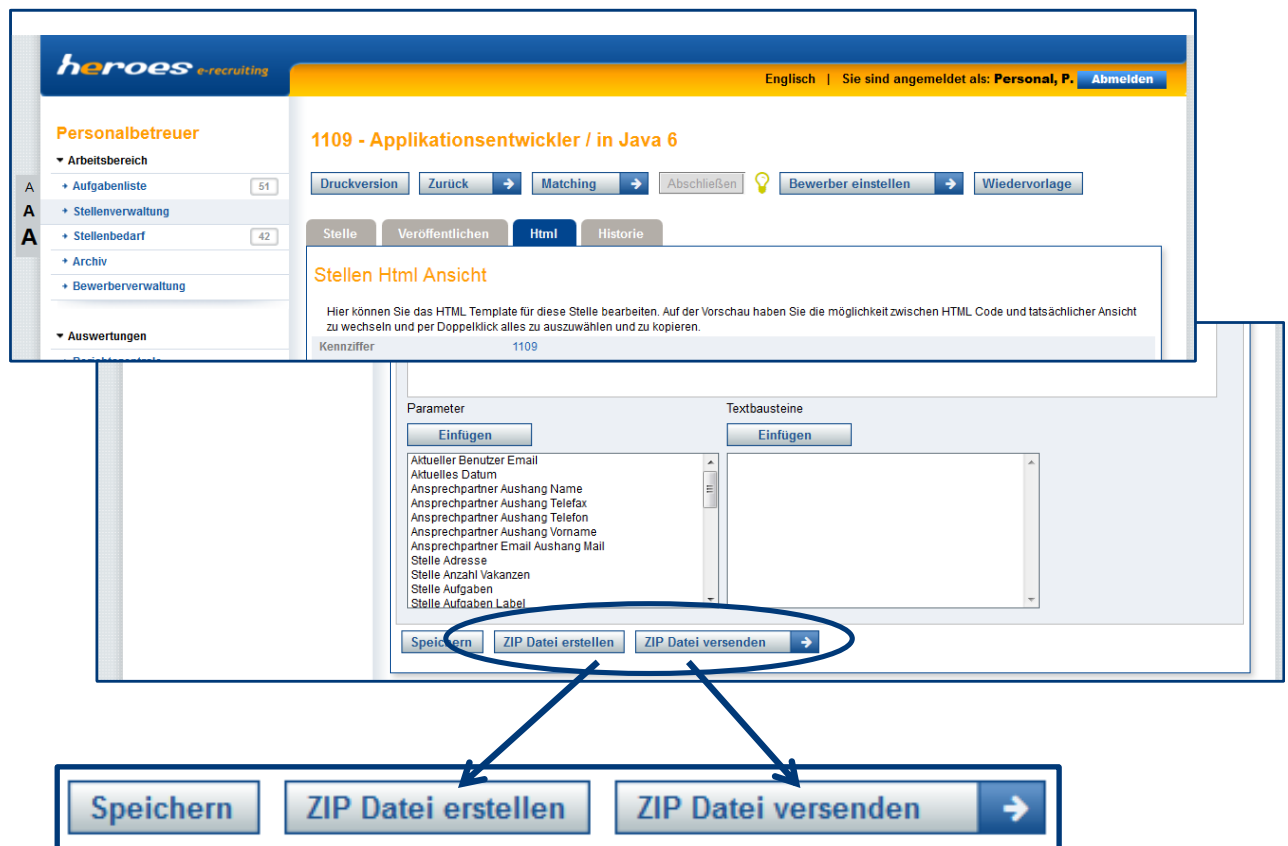 heroes e-recruiting
Englisch | Sie sind angemeldet als: Personal, P. Abmelden
Personalbetreuer
Arbeitsbereich
Aufgabenliste 51
Stellenverwaltung
Stellenbedarf 42
Archiv
Bewerberverwaltung
Auswertungen
A
A
A
1109 - Applikationsentwickler / in Java 6
Druckversion Zurück Matching Abschließen Bewerber einstellen Wiedervorlage
Stelle Veröffentlichen Html Historie
Stellen Html Ansicht
Hier können Sie das HTML Template für diese Stelle bearbeiten. Auf der Vorschau haben Sie die möglichkeit zwischen HTML Code und tatsächlicher Ansicht
zu wechseln und per Doppelklick alles zu auszuwählen und zu kopieren.
Kennziffer 1109
Parameter Textbausteine
Einfügen Einfügen
Aktueller Benutzer Email
Aktuelles Datum
Ansprechpartner Aushang Name
Ansprechpartner Aushang Telefax
Ansprechpartner Aushang Telefon
Ansprechpartner Aushang Vorname
Ansprechpartner Email Aushang Mail
Stelle Adresse
Stelle Anzahl Vakanzen
Stelle Aufgaben
Stelle Aufgaben Label
Speichern ZIP Datei erstellen ZIP Datei versenden
Speichern ZIP Datei erstellen ZIP Datei versenden